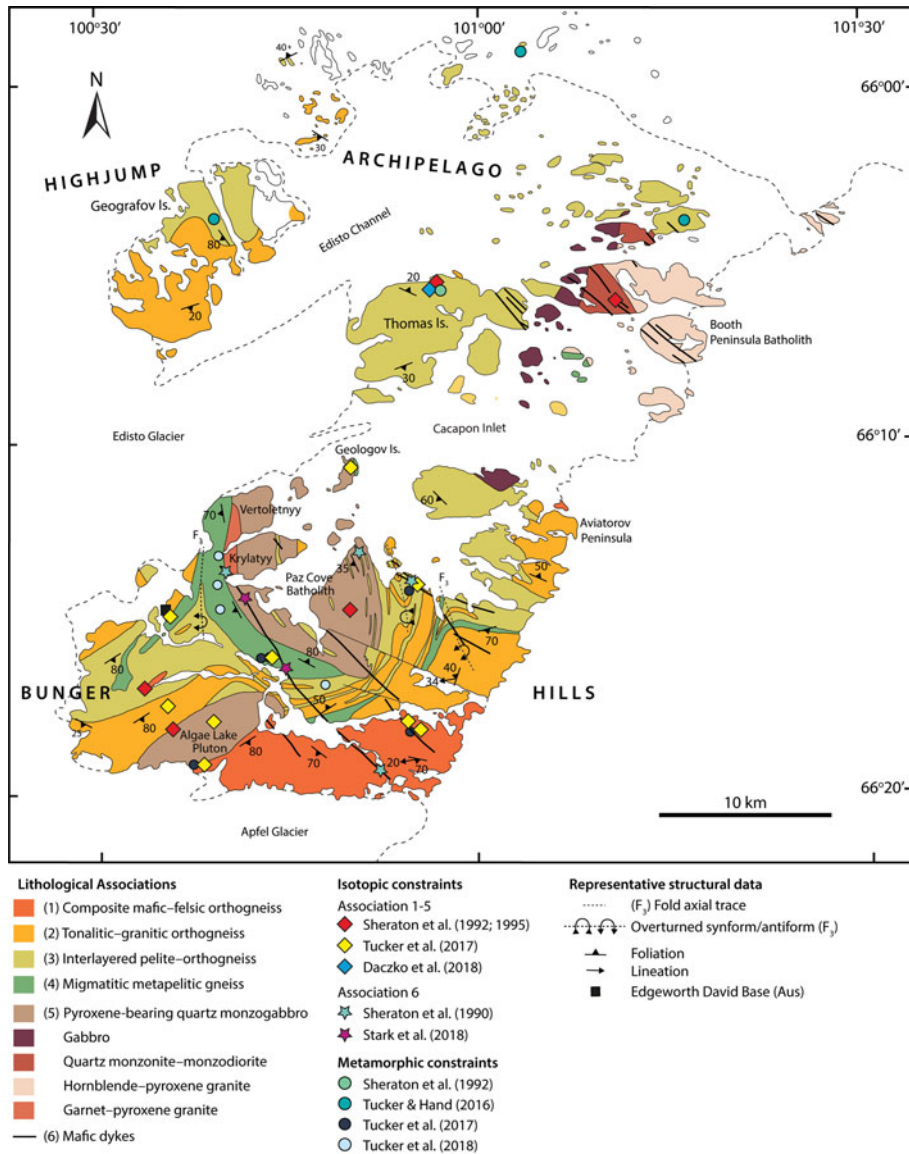 100°30' 101°00' 101°30'
40
N
66°00'
30
HIGHJUMP
ARCHIPELAGO
Geografov Is.
Edisto Channel
80
20
20
Thomas Is.
30
Booth
Peninsula Batholith
Edisto Glacier
Cacapon Inlet
66°10'
Geologov Is.
60
70
Vertoletnyy
Aviatorov
Peninsula
F
Krylatyy
35
Paz Cove
Batholith
F3
50
70
80
80
40
34
BUNGER
HILLS
50
25
80
Algae Lake
Pluton
80
70
20
70
66°20'
10 km
Apfel Glacier
Lithological Associations
(1) Composite mafic–felsic orthogneiss
(2) Tonalitic–granitic orthogneiss
(3) Interlayered pelite–orthogneiss
(4) Migmatitic metapelitic gneiss
(5) Pyroxene-bearing quartz monzogabbro
Gabbro
Quartz monzonite–monzodiorite
Hornblende–pyroxene granite
Garnet–pyroxene granite
(6) Mafic dykes
Isotopic constraints
Association 1-5
Sheraton et al. (1992; 1995)
Tucker et al. (2017)
Daczko et al. (2018)
Association 6
Sheraton et al. (1990)
Stark et al. (2018)
Metamorphic constraints
Sheraton et al. (1992)
Tucker & Hand (2016)
Tucker et al. (2017)
Tucker et al. (2018)
Representative structural data
(F3) Fold axial trace
Overturned synform/antiform (F3)
Foliation
Lineation
Edgeworth David Base (Aus)